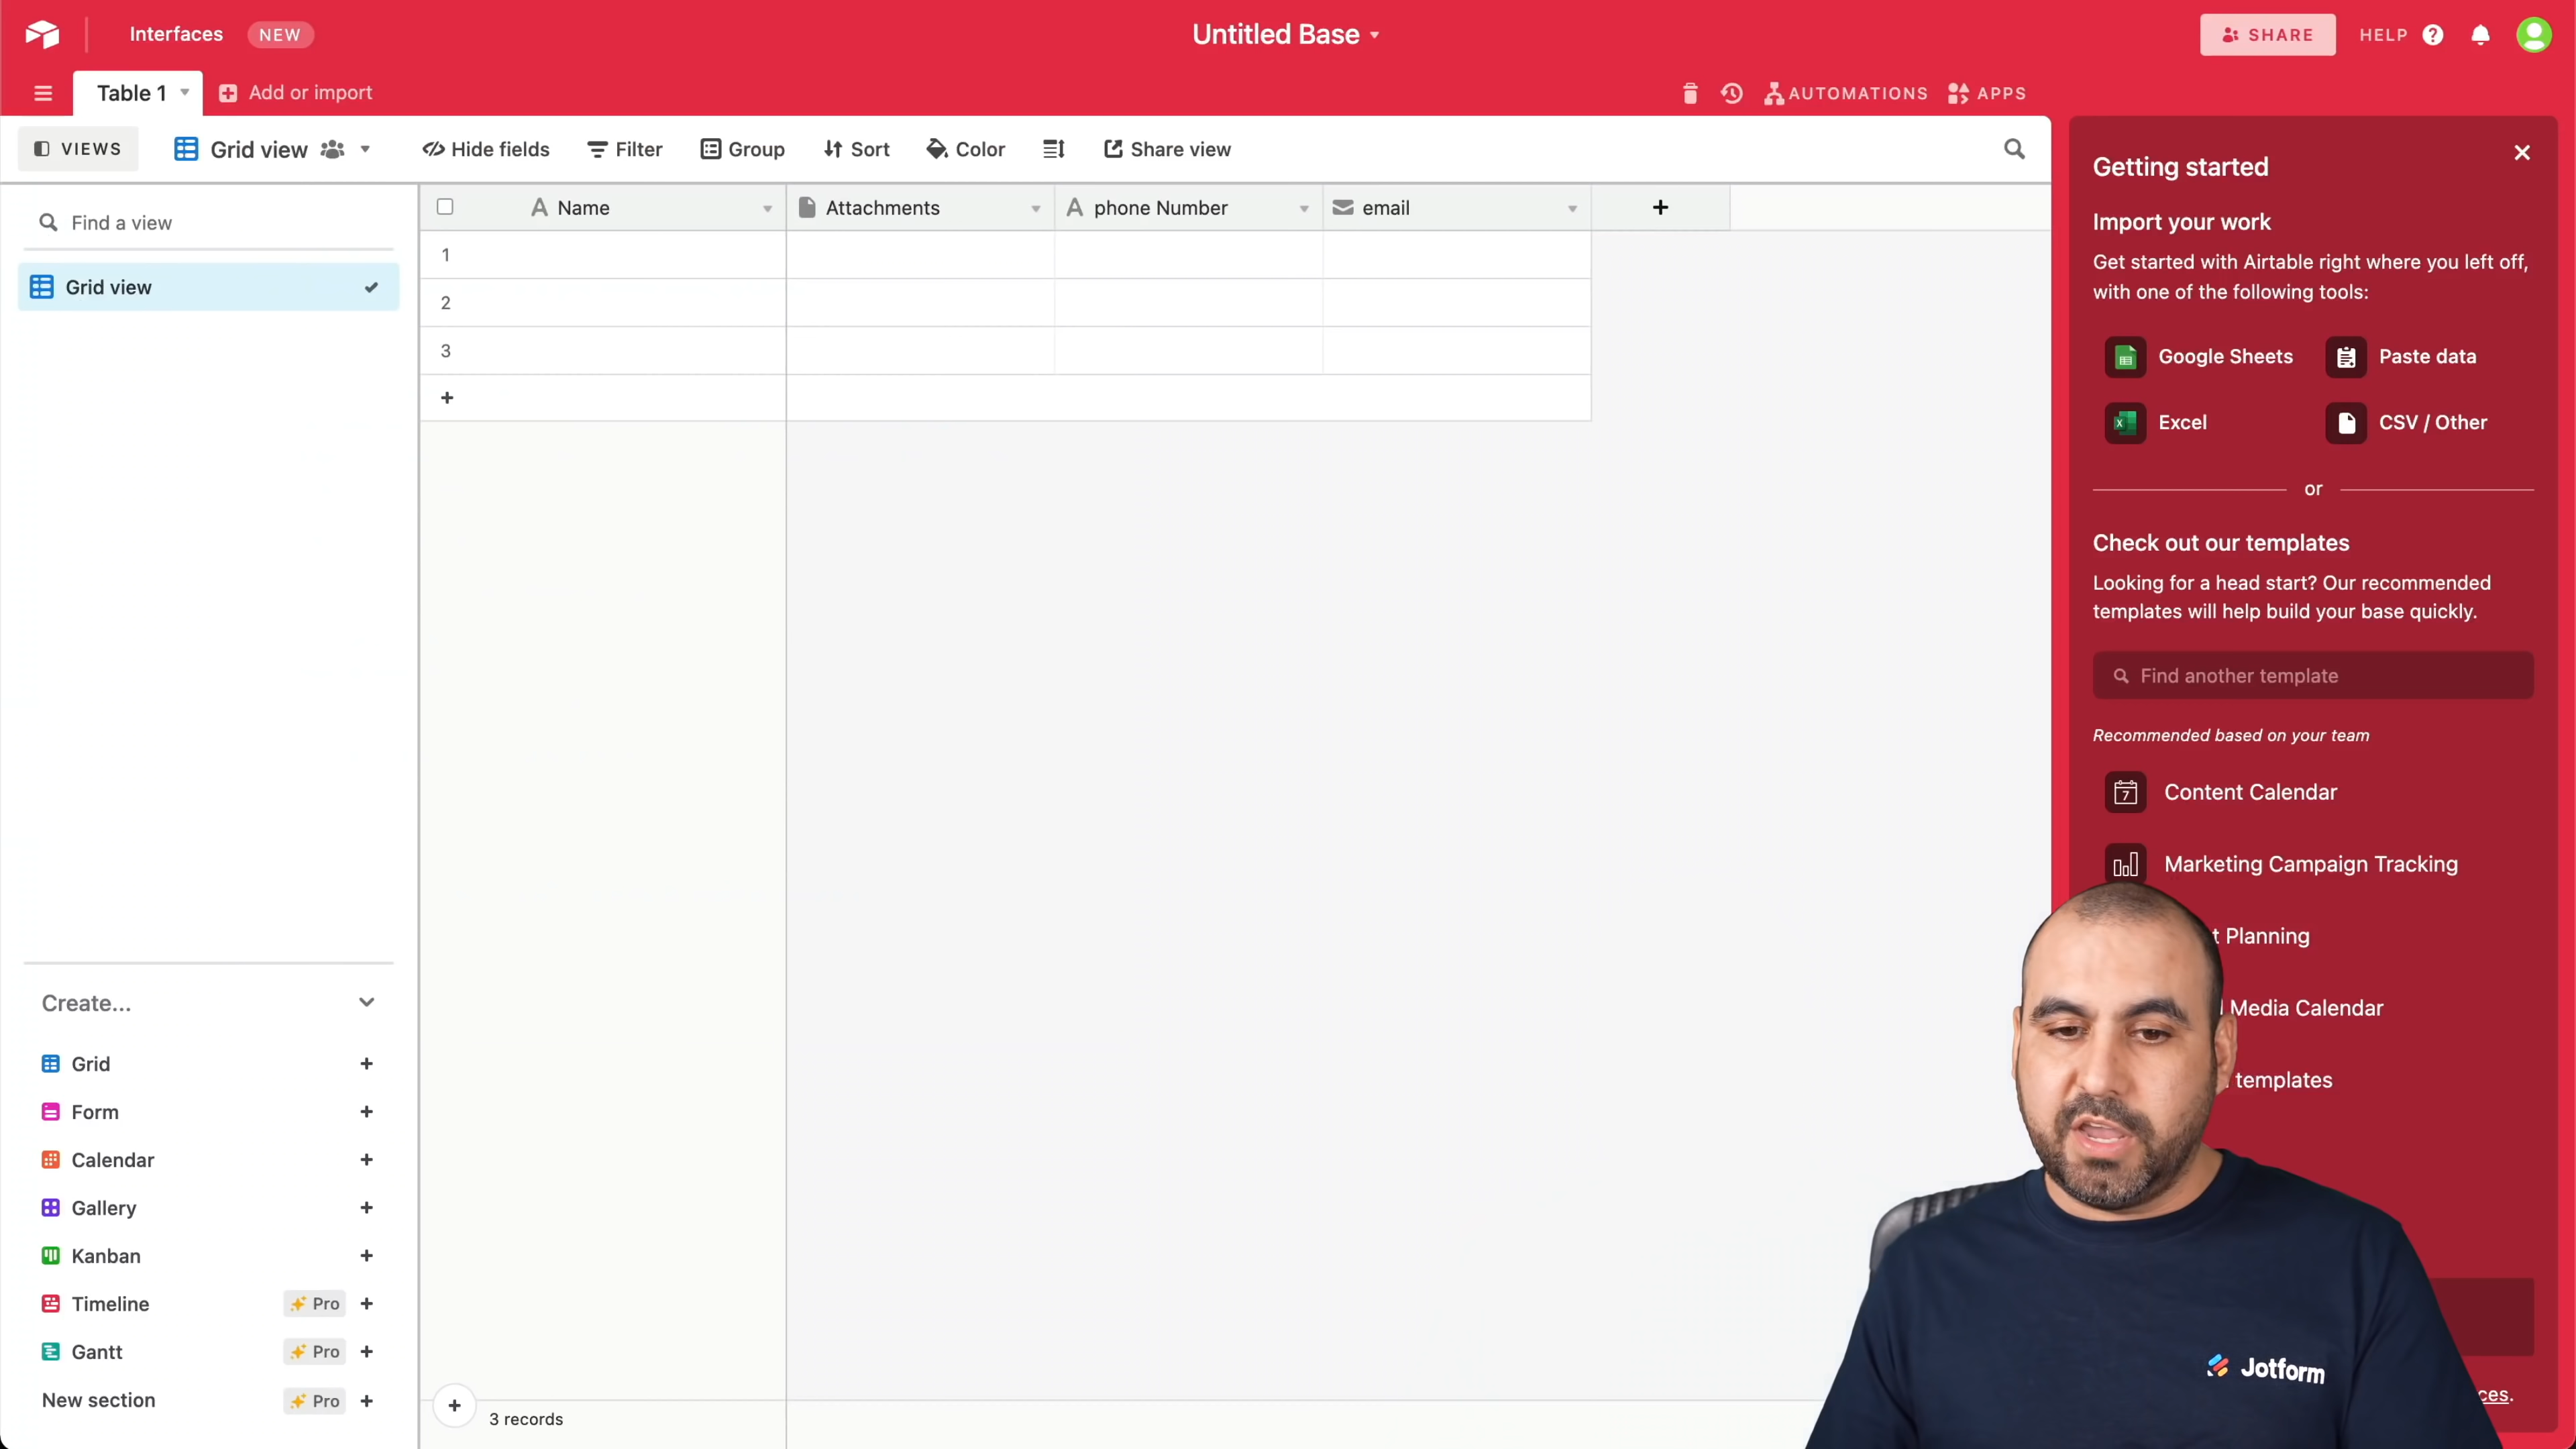 Interfaces NEW Untitled Base SHARE HELP ?
Table 1 Add or import AUTOMATIONS APPS
VIEWS Grid view Hide fields Filter Group Sort Color Share view
Find a view
Grid view
Name Attachments phone Number email
1
2
3
Create...
Grid
Form
Calendar
Gallery
Kanban
Timeline Pro
Gantt Pro
New section Pro
3 records
Getting started
Import your work
Get started with Airtable right where you left off,
with one of the following tools:
Google Sheets Paste data
Excel CSV / Other
or
Check out our templates
Looking for a head start? Our recommended
templates will help build your base quickly.
Find another template
Recommended based on your team
7 Content Calendar
Marketing Campaign Tracking
Planning
Media Calendar
templates
Jotform